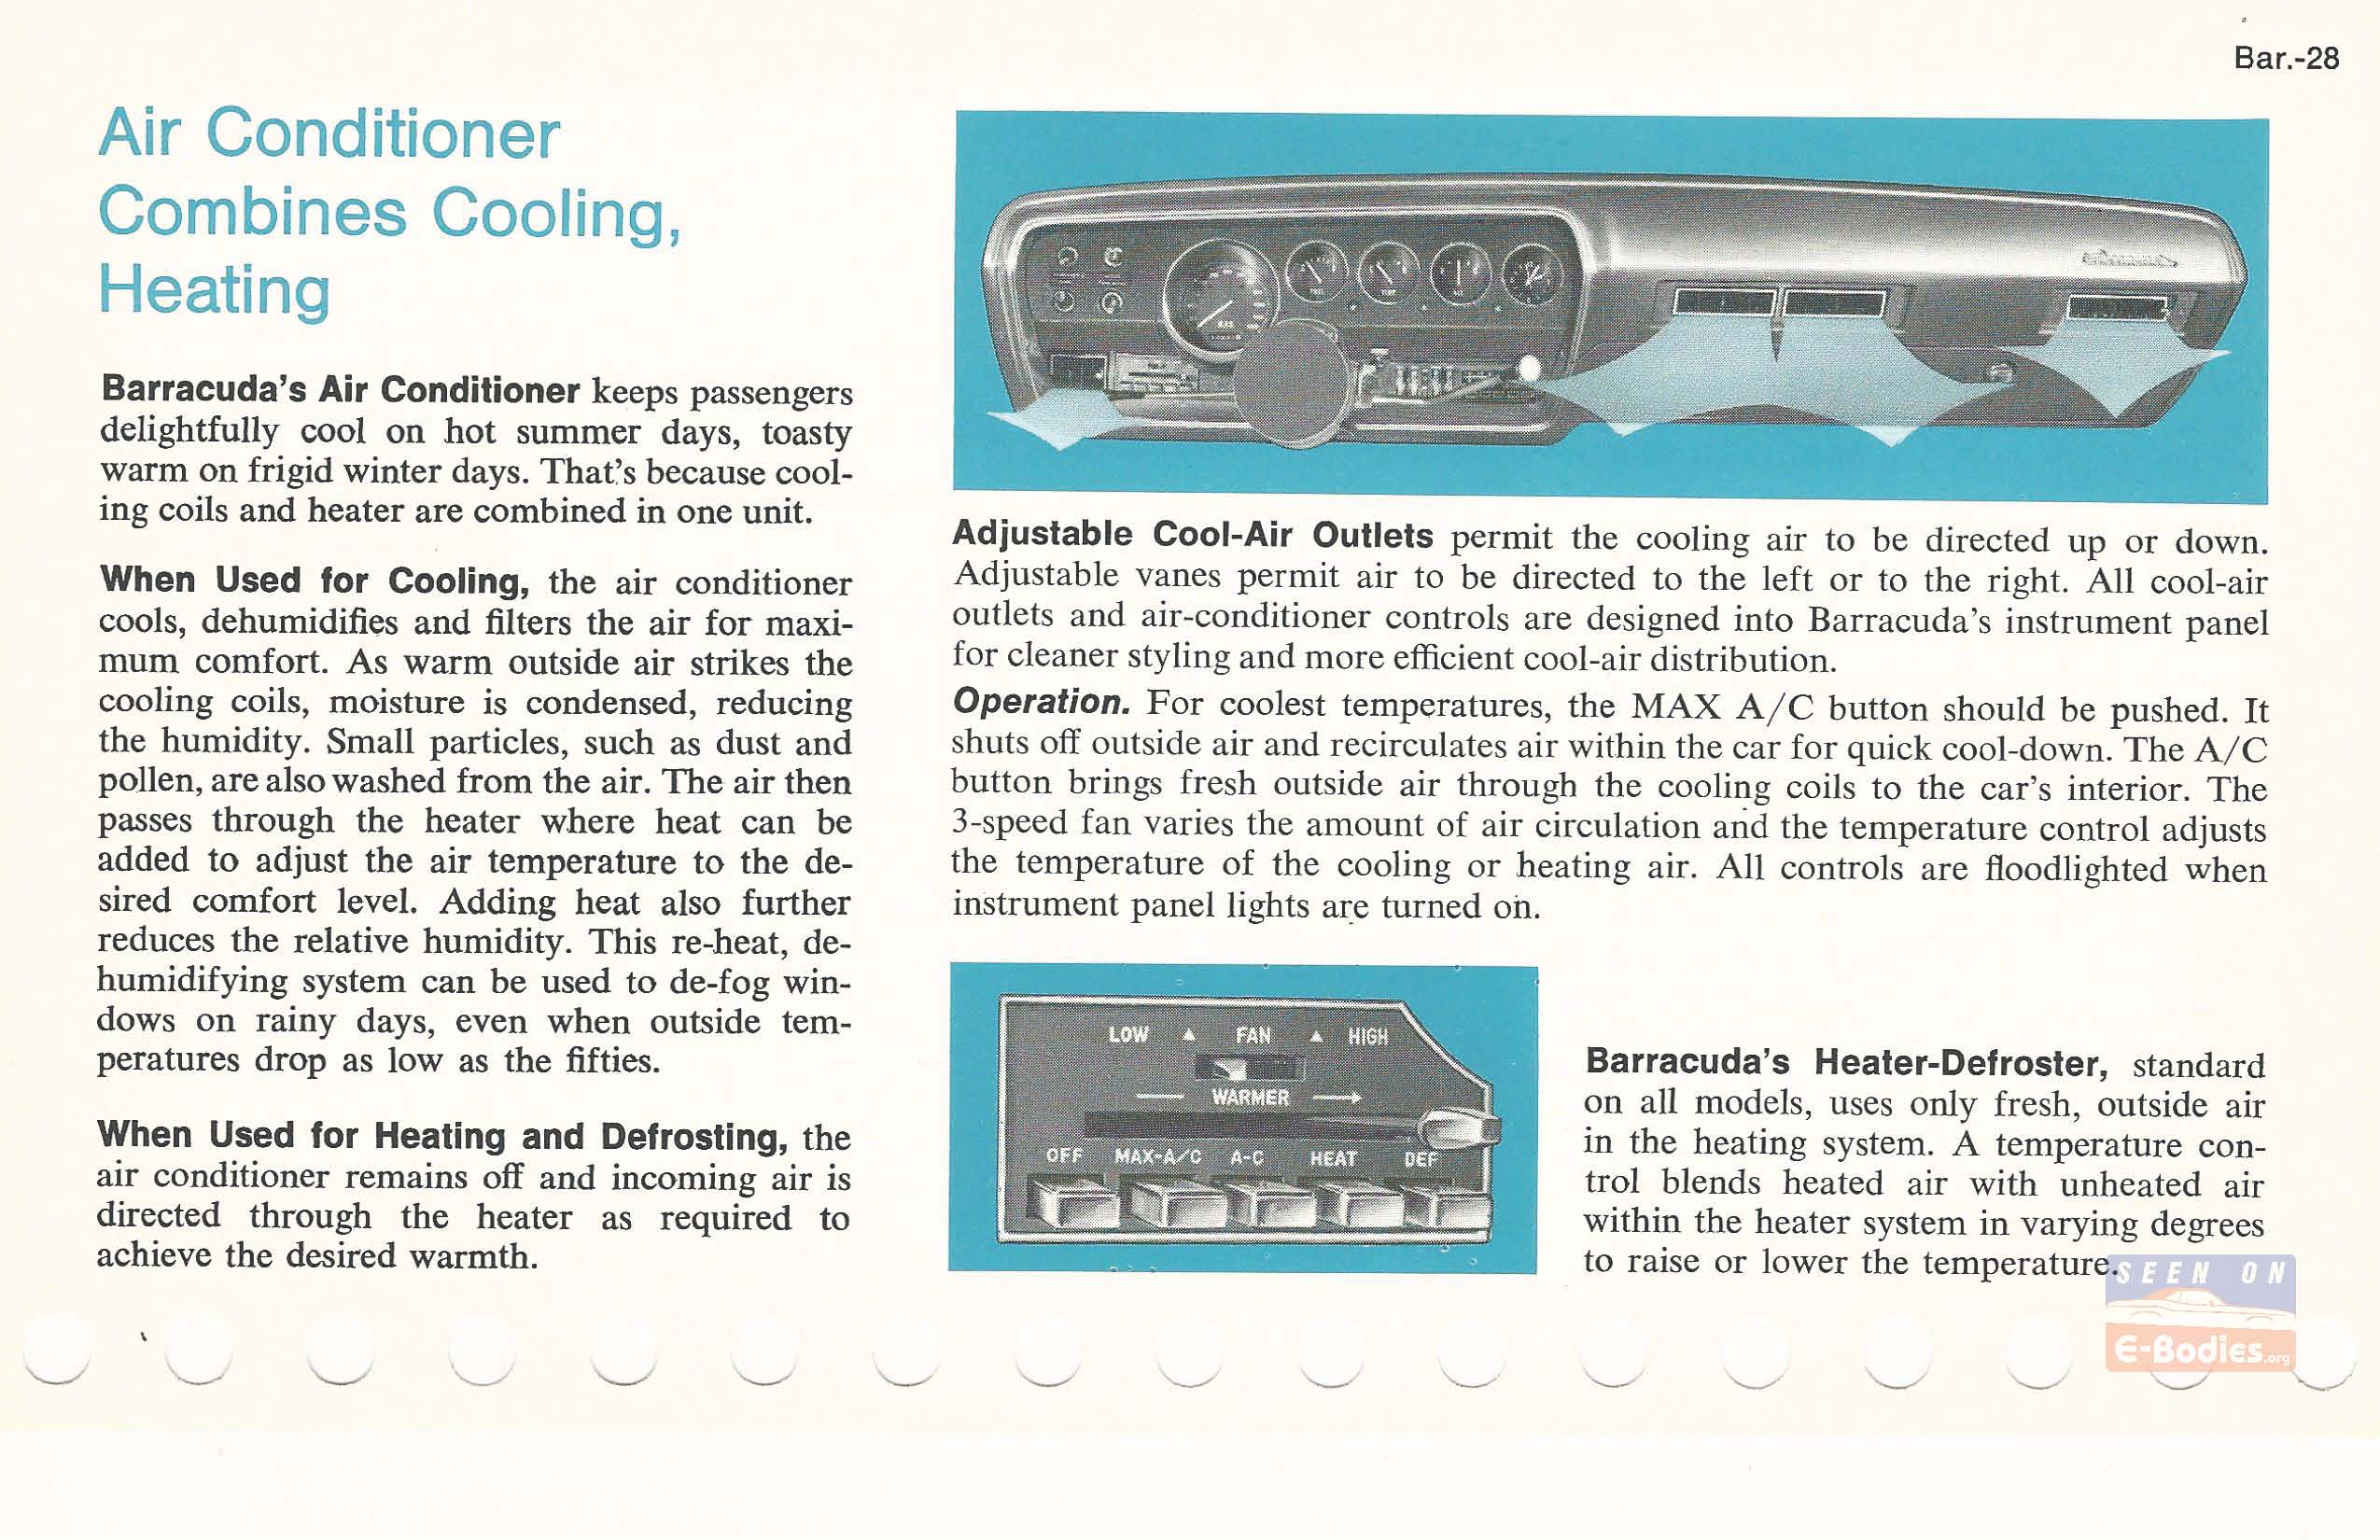 Bar.-28
Air Conditioner
Combines Cooling,
Heating
Barracuda's Air Conditioner keeps passengers
delightfully cool on hot summer days, toasty
warm on frigid winter days. That's because cool-
ing coils and heater are combined in one unit.
When Used for Cooling, the air conditioner
cools, dehumidifies and filters the air for maxi-
mum comfort. As warm outside air strikes the
cooling coils, moisture is condensed, reducing
the humidity. Small particles, such as dust and
pollen, are also washed from the air. The air then
passes through the heater where heat can be
added to adjust the air temperature to the de-
sired comfort level. Adding heat also further
reduces the relative humidity. This re-heat, de-
humidifying system can be used to de-fog win-
dows on rainy days, even when outside tem-
peratures drop as low as the fifties.
When Used for Heating and Defrosting, the
air conditioner remains off and incoming air is
directed through the heater as required to
achieve the desired warmth.
Adjustable Cool-Air Outlets permit the cooling air to be directed up or down.
Adjustable vanes permit air to be directed to the left or to the right. All cool-air
outlets and air-conditioner controls are designed into Barracuda's instrument panel
for cleaner styling and more efficient cool-air distribution.
Operation. For coolest temperatures, the MAX A/C button should be pushed. It
shuts off outside air and recirculates air within the car for quick cool-down. The A/C
button brings fresh outside air through the cooling coils to the car's interior. The
3-speed fan varies the amount of air circulation and the temperature control adjusts
the temperature of the cooling or heating air. All controls are floodlighted when
instrument panel lights are turned on.
LOW ▲ FAN ▲ HIGH
WARMER
OFF MAX-A/C A-C HEAT DEF
Barracuda's Heater-Defroster, standard
on all models, uses only fresh, outside air
in the heating system. A temperature con-
trol blends heated air with unheated air
within the heater system in varying degrees
to raise or lower the temperature.
SEEN ON
E-Bodies.org